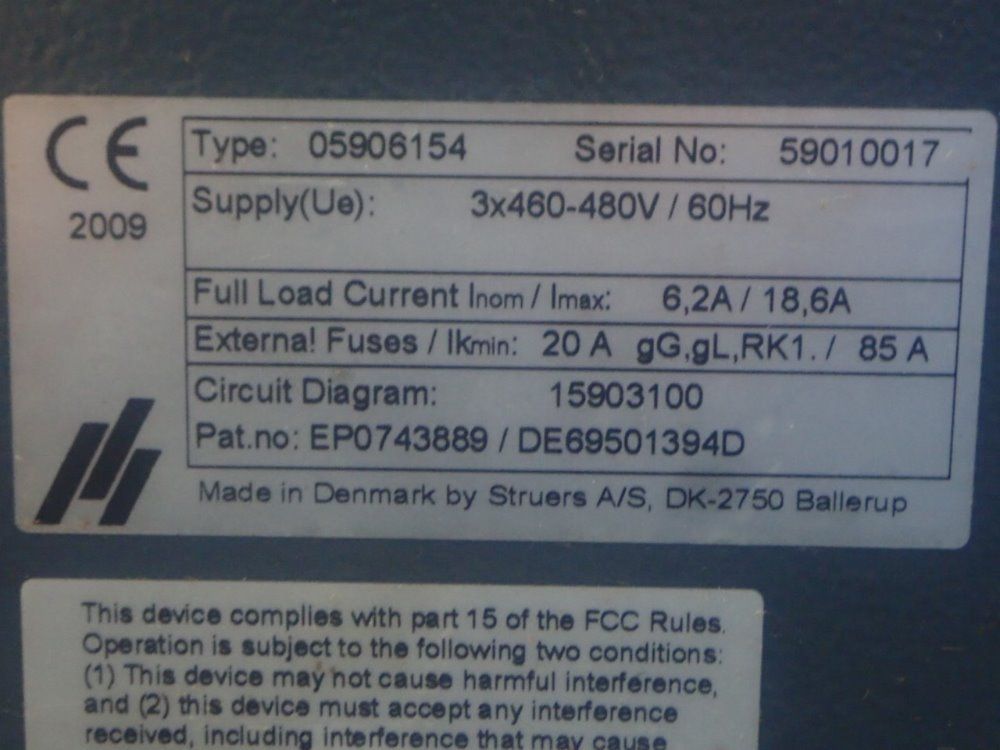 CE
2009
Type: 05906154 Serial No: 59010017
Supply(Ue): 3x460-480V / 60Hz
Full Load Current Inom / Imax: 6,2A / 18,6A
External Fuses / Ikmin: 20 A gG,gL,RK1. / 85 A
Circuit Diagram: 15903100
Pat.no: EP0743889 / DE69501394D
Made in Denmark by Struers A/S, DK-2750 Ballerup
This device complies with part 15 of the FCC Rules.
Operation is subject to the following two conditions:
(1) This device may not cause harmful interference,
and (2) this device must accept any interference
received, including interference that may cause